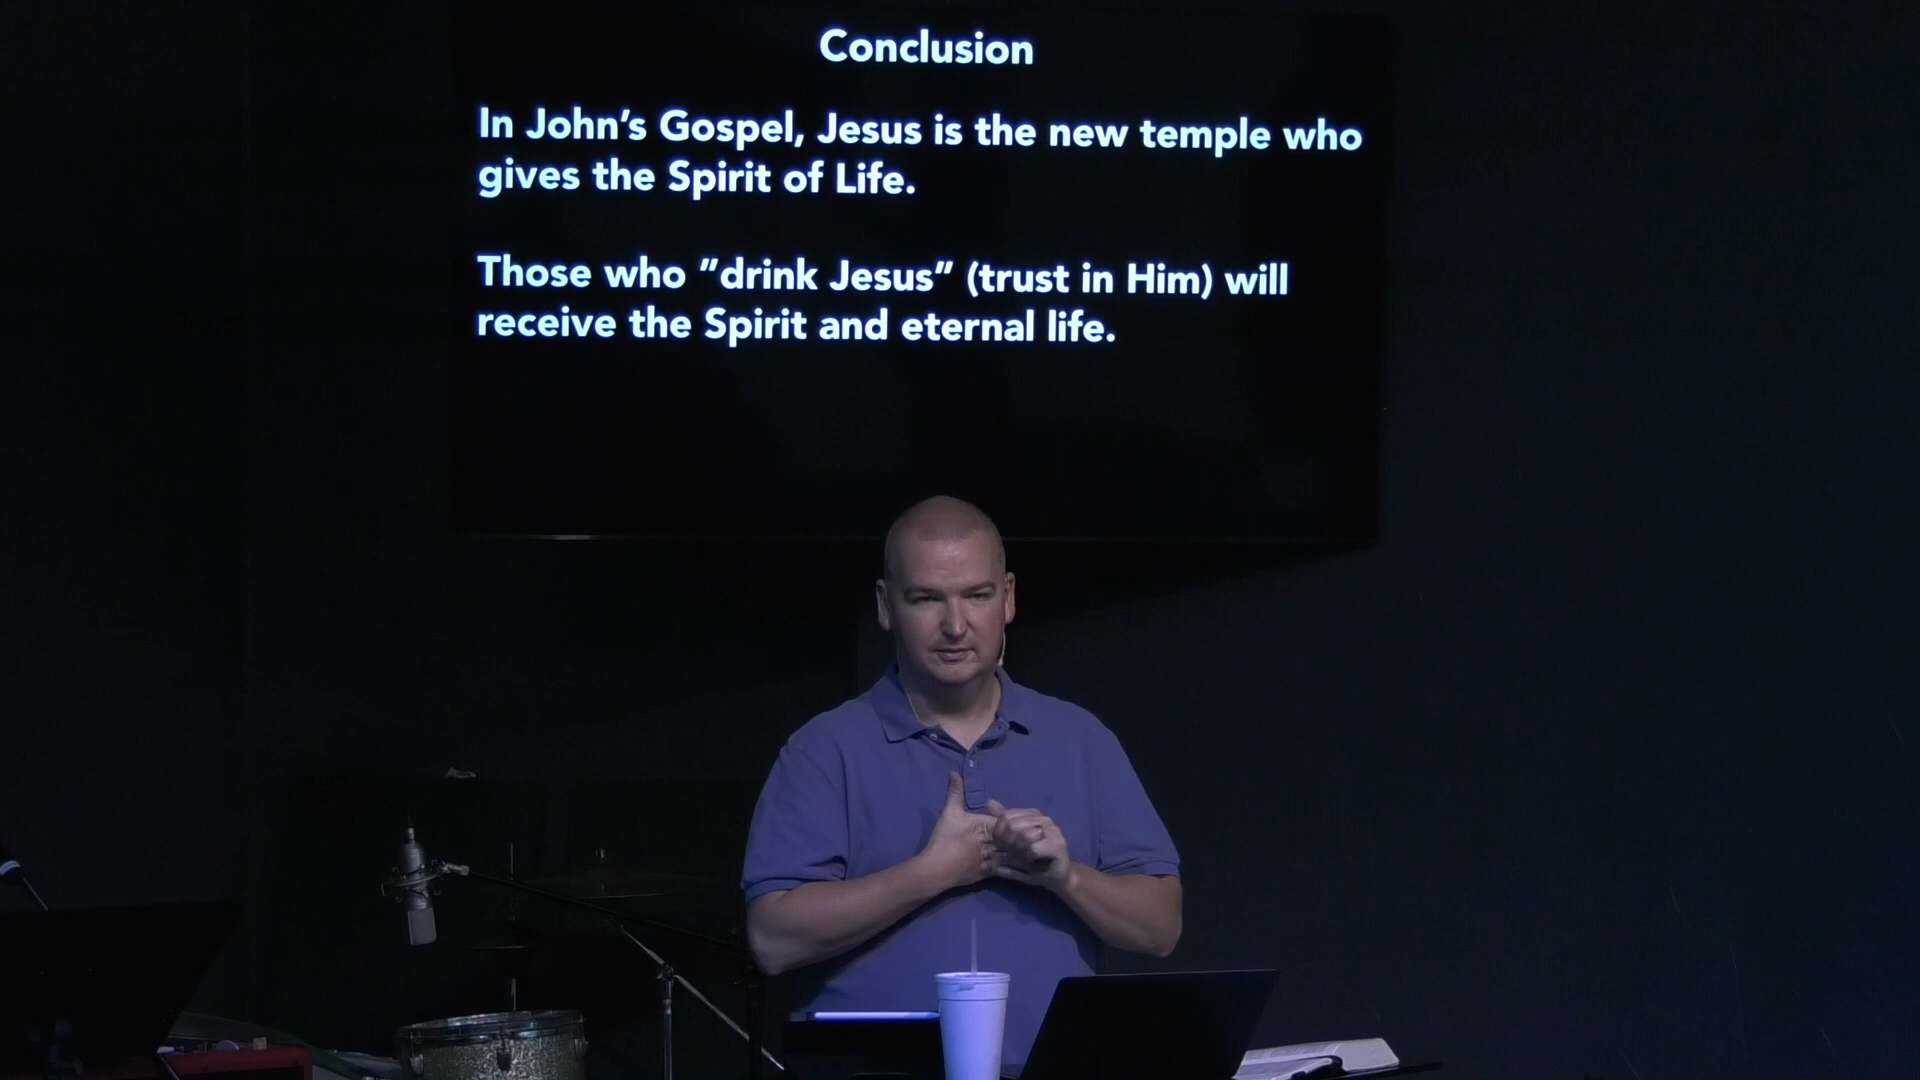 Conclusion
In John’s Gospel, Jesus is the new temple who
gives the Spirit of Life.
Those who ”drink Jesus” (trust in Him) will
receive the Spirit and eternal life.